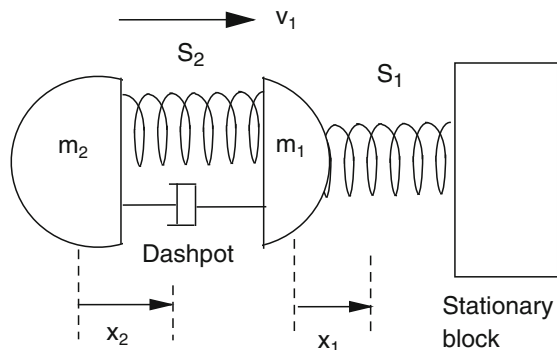 v1
S2
S1
m2
m1
Dashpot
x2
x1
Stationary
block